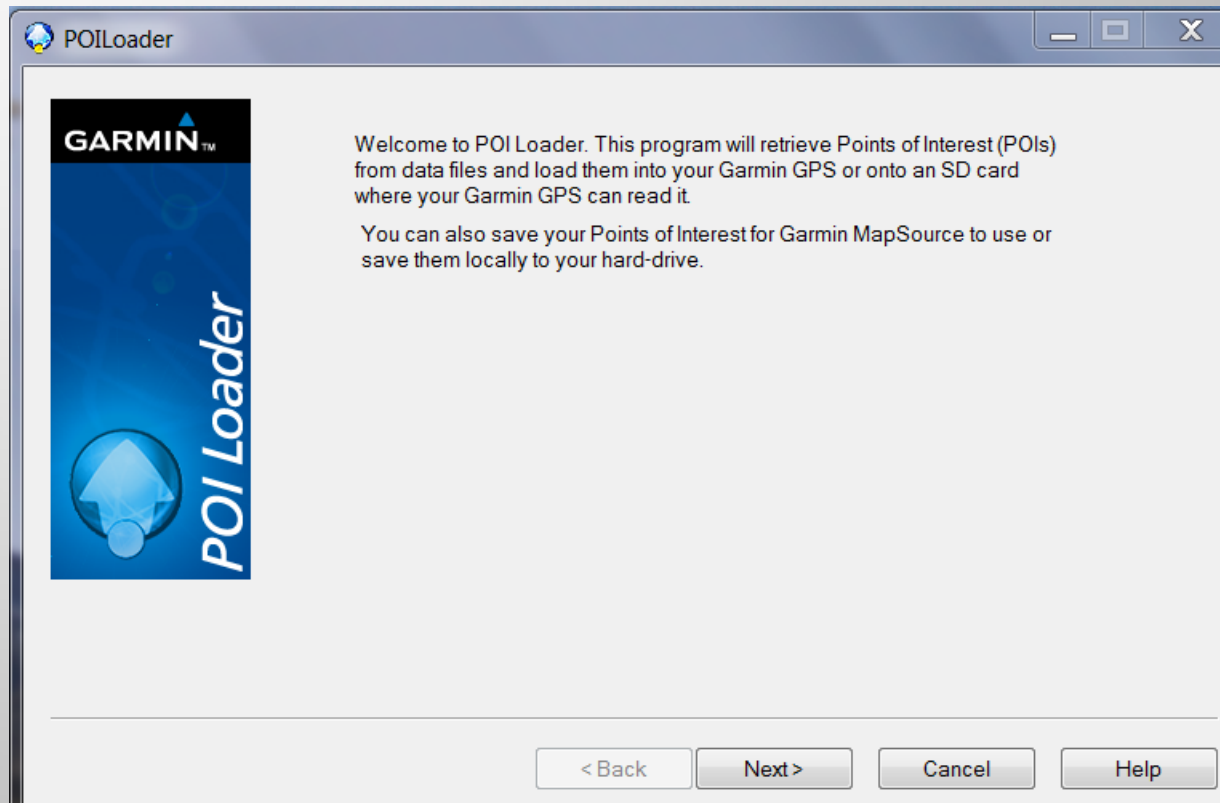 POILoader
GARMIN™
POI Loader
Welcome to POI Loader. This program will retrieve Points of Interest (POIs)
from data files and load them into your Garmin GPS or onto an SD card
where your Garmin GPS can read it.
You can also save your Points of Interest for Garmin MapSource to use or
save them locally to your hard-drive.
< Back
Next >
Cancel
Help